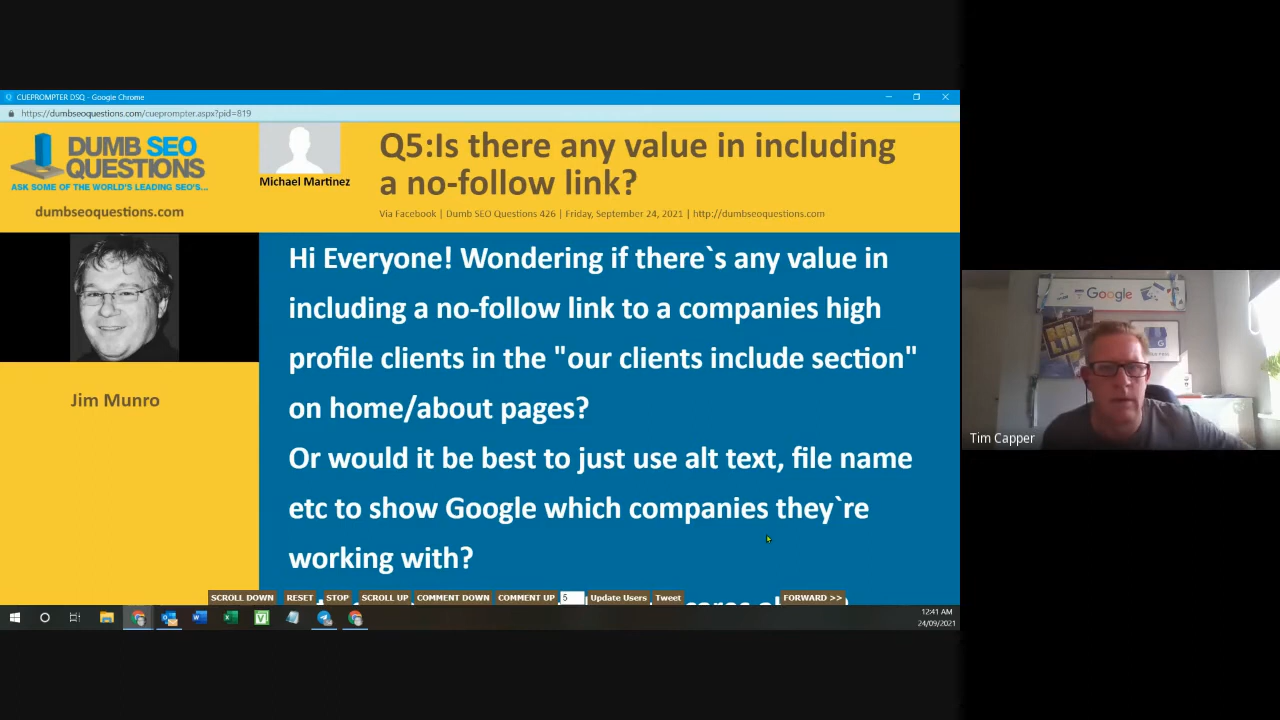 CUEPROMPTER DSQ - Google Chrome
https://dumbseoquestions.com/cueprompter.aspx?pid=819
DUMB SEO
QUESTIONS
ASK SOME OF THE WORLD'S LEADING SEO'S...
dumbseoquestions.com
Michael Martinez
Q5:Is there any value in including
a no-follow link?
Via Facebook | Dumb SEO Questions 426 | Friday, September 24, 2021 | http://dumbseoquestions.com
Jim Munro
Hi Everyone! Wondering if there`s any value in
including a no-follow link to a companies high
profile clients in the "our clients include section"
on home/about pages?
Or would it be best to just use alt text, file name
etc to show Google which companies they`re
working with?
SCROLL DOWN RESET STOP SCROLL UP COMMENT DOWN COMMENT UP 5 Update Users Tweet FORWARD >>
12:41 AM
24/09/2021
Google
Tim Capper